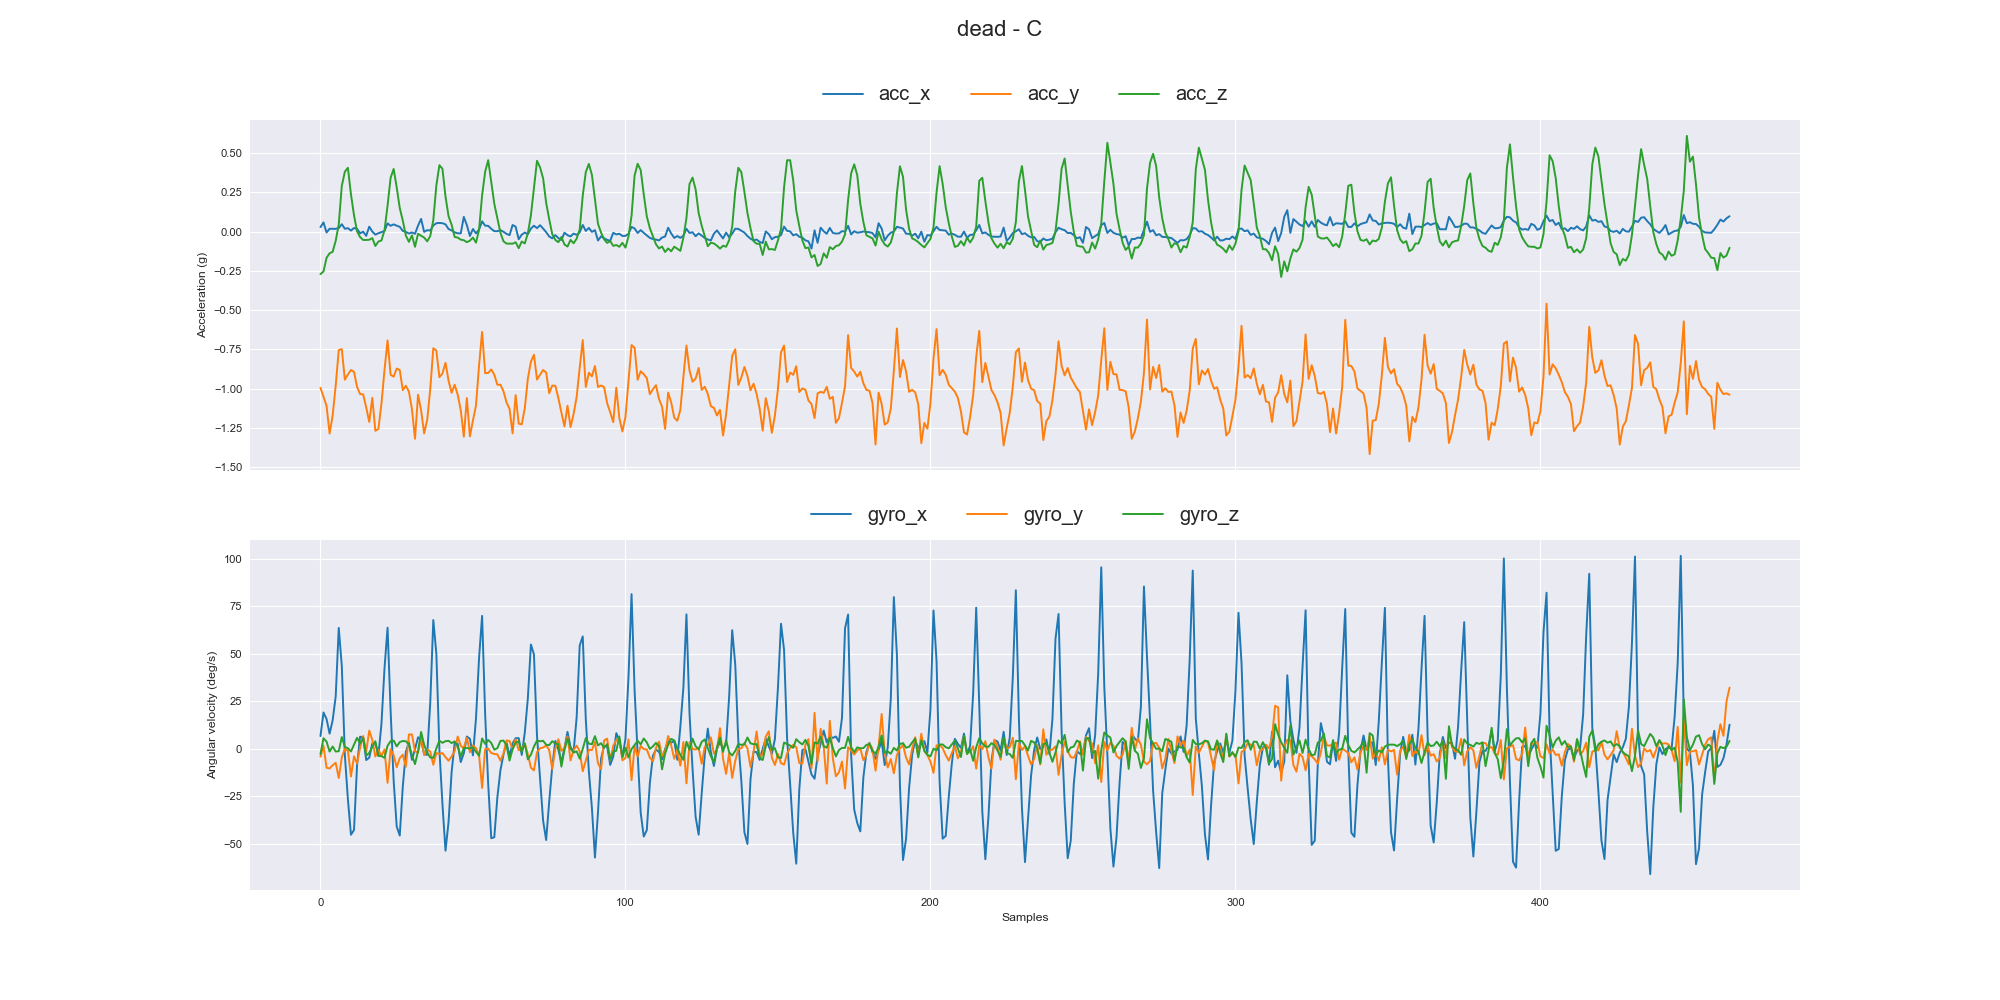 dead - C
acc_x acc_y acc_z
0.50
0.25
0.00
−0.25
−0.50
−0.75
−1.00
−1.25
−1.50
Acceleration (g)
gyro_x gyro_y gyro_z
100
75
50
25
0
−25
−50
Angular velocity (deg/s)
0 100 200 300 400
Samples